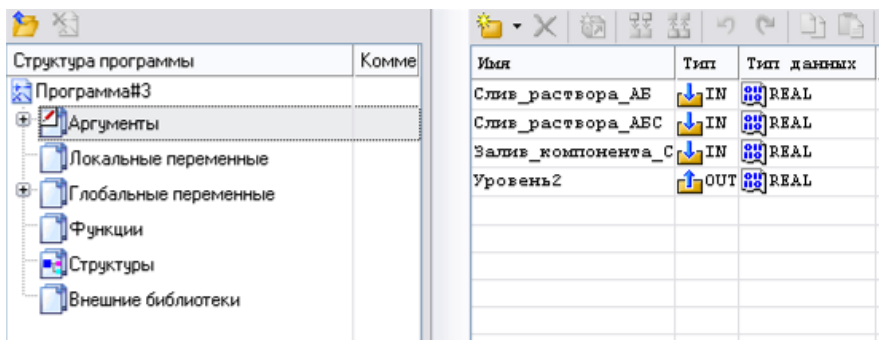 Структура программы
Комме
Программа#3
Аргументы
Локальные переменные
Глобальные переменные
Функции
Структуры
Внешние библиотеки
Имя Тип Тип данных
Слив_раствора_АБ IN REAL
Слив_раствора_АБС IN REAL
Залив_компонента_С IN REAL
Уровень2 OUT REAL